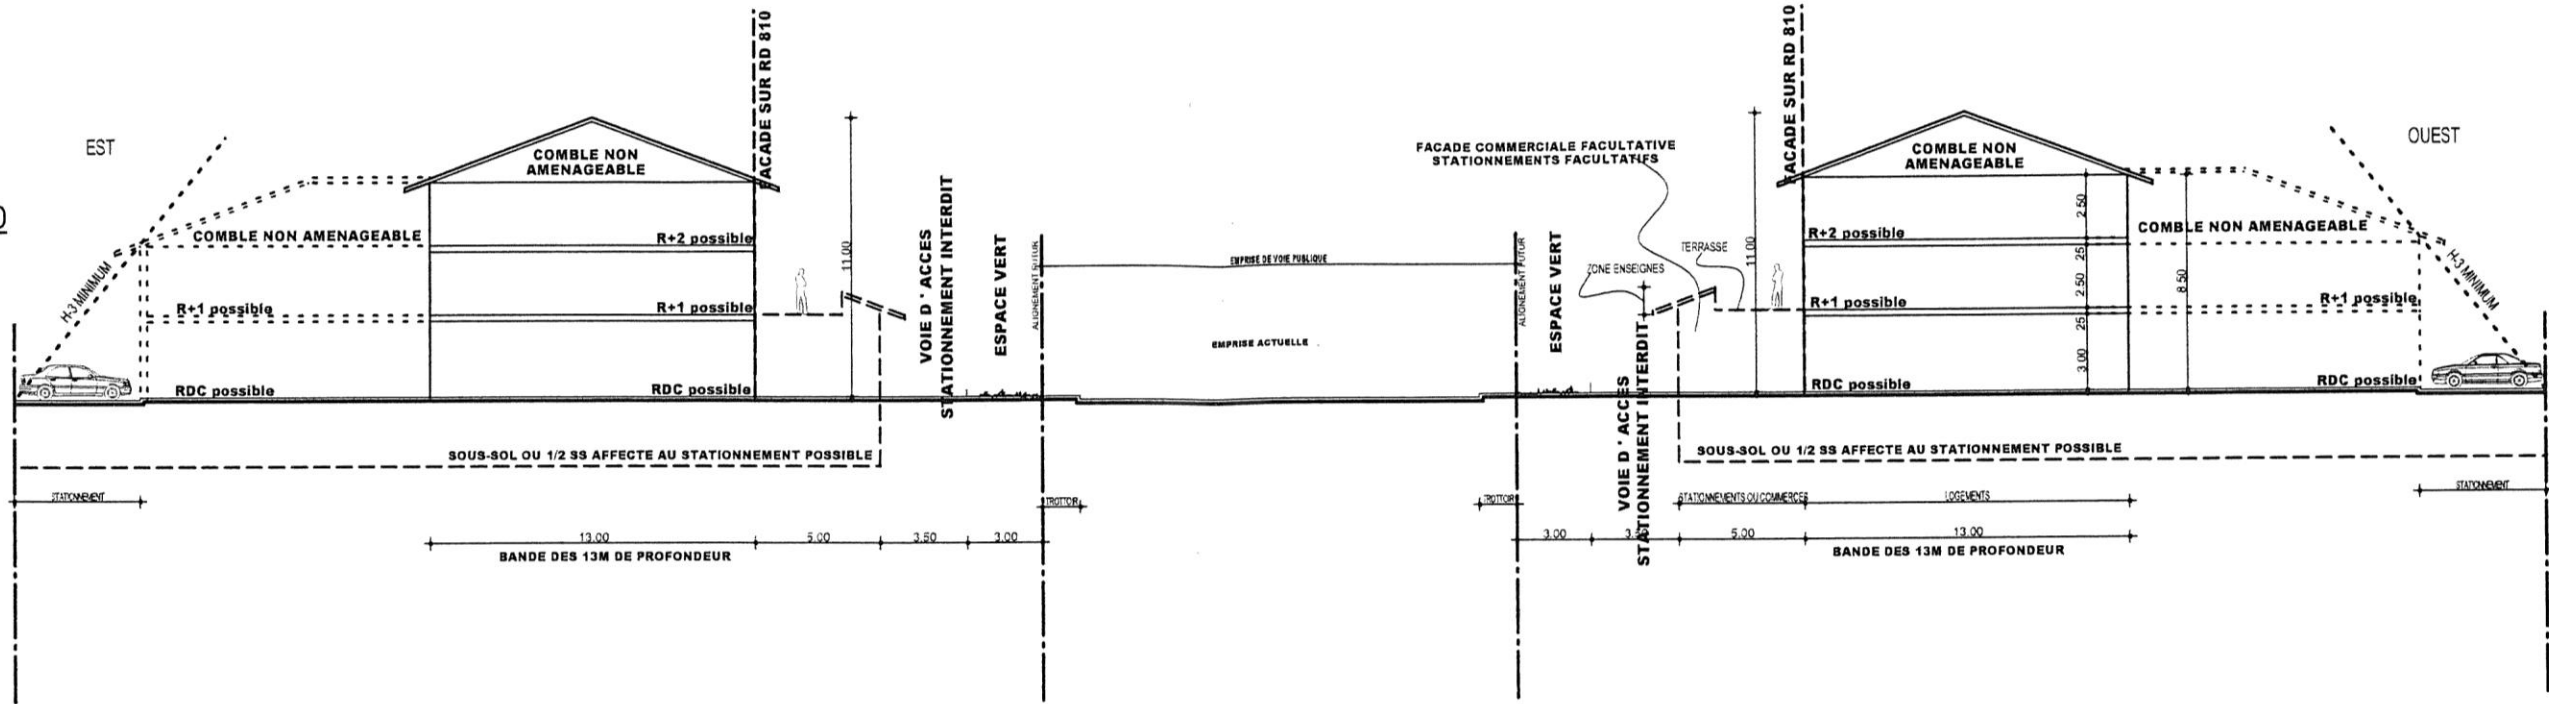 EST
FACADE SUR RD 810
COMBLE NON
AMENAGEABLE
COMBLE NON AMENAGEABLE
R+2 possible
H-3 MINIMUM
R+1 possible
R+1 possible
RDC possible
RDC possible
11.00
VOIE D ' ACCES
STATIONNEMENT INTERDIT
ESPACE VERT
ALIGNEMENT FUTUR
EMPRISE DE VOIE PUBLIQUE
EMPRISE ACTUELLE
SOUS-SOL OU 1/2 SS AFFECTE AU STATIONNEMENT POSSIBLE
STATIONNEMENT
TROTTOIR
13.00
5.00
3.50
3.00
BANDE DES 13M DE PROFONDEUR
FACADE COMMERCIALE FACULTATIVE
STATIONNEMENTS FACULTATIFS
FACADE SUR RD 810
OUEST
COMBLE NON
AMENAGEABLE
ALIGNEMENT FUTUR
ESPACE VERT
ZONE ENSEIGNES
TERRASSE
11.00
R+2 possible
COMBLE NON AMENAGEABLE
H-3 MINIMUM
R+1 possible
R+1 possible
RDC possible
RDC possible
2.50
25
2.50
25
3.00
8.50
VOIE D ' ACCES
STATIONNEMENT INTERDIT
SOUS-SOL OU 1/2 SS AFFECTE AU STATIONNEMENT POSSIBLE
TROTTOIR
STATIONNEMENTS OU COMMERCES
LOGEMENTS
STATIONNEMENT
3.00
3.50
5.00
13.00
BANDE DES 13M DE PROFONDEUR